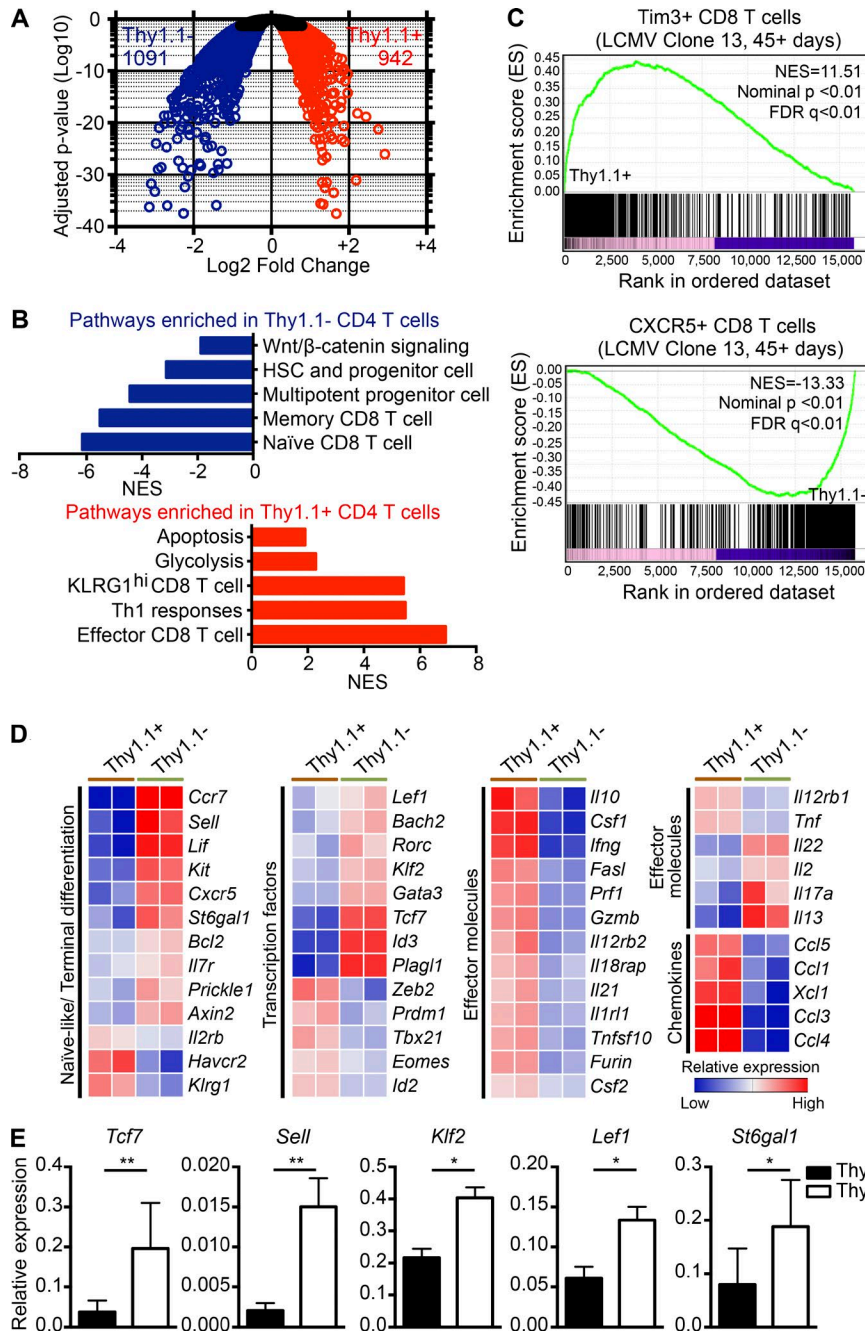 A
Thy1.1-
1091
Thy1.1+
942
Adjusted p-value (Log10)
0
-10
-20
-30
-40
-4
-2
0
+2
+4
Log2 Fold Change
B
Pathways enriched in Thy1.1- CD4 T cells
Wnt/β-catenin signaling
HSC and progenitor cell
Multipotent progenitor cell
Memory CD8 T cell
Naïve CD8 T cell
-8
-6
-4
-2
0
NES
Pathways enriched in Thy1.1+ CD4 T cells
Apoptosis
Glycolysis
KLRG1hi CD8 T cell
Th1 responses
Effector CD8 T cell
0
2
4
6
8
NES
C
Tim3+ CD8 T cells
(LCMV Clone 13, 45+ days)
Enrichment score (ES)
0.45
0.40
0.35
0.30
0.25
0.20
0.15
0.10
0.05
0.00
NES=11.51
Nominal p <0.01
FDR q<0.01
Thy1.1+
0
2,500
5,000
7,500
10,000
12,500
15,000
Rank in ordered dataset
CXCR5+ CD8 T cells
(LCMV Clone 13, 45+ days)
Enrichment score (ES)
0.00
-0.05
-0.10
-0.15
-0.20
-0.25
-0.30
-0.35
-0.40
-0.45
NES=-13.33
Nominal p <0.01
FDR q<0.01
Thy1.1-
0
2,500
5,000
7,500
10,000
12,500
15,000
Rank in ordered dataset
D
Thy1.1+
Thy1.1-
Naïve-like/ Terminal differentiation
Ccr7
Sell
Lif
Kit
Cxcr5
St6gal1
Bcl2
Il7r
Prickle1
Axin2
Il2rb
Havcr2
Klrg1
Thy1.1+
Thy1.1-
Transcription factors
Lef1
Bach2
Rorc
Klf2
Gata3
Tcf7
Id3
Plagl1
Zeb2
Prdm1
Tbx21
Eomes
Id2
Thy1.1+
Thy1.1-
Effector molecules
Il10
Csf1
Ifng
Fasl
Prf1
Gzmb
Il12rb2
Il18rap
Il21
Il1rl1
Tnfsf10
Furin
Csf2
Thy1.1+
Thy1.1-
Effector
molecules
Il12rb1
Tnf
Il22
Il2
Il17a
Il13
Chemokines
Ccl5
Ccl1
Xcl1
Ccl3
Ccl4
Relative expression
Low
High
E
Relative expression
Tcf7
**
0.4
0.3
0.2
0.1
0.0
Sell
**
0.020
0.015
0.010
0.005
0.000
Klf2
*
0.5
0.4
0.3
0.2
0.1
0.0
Lef1
*
0.20
0.15
0.10
0.05
0.00
St6gal1
*
0.3
0.2
0.1
0.0
Thy
Thy